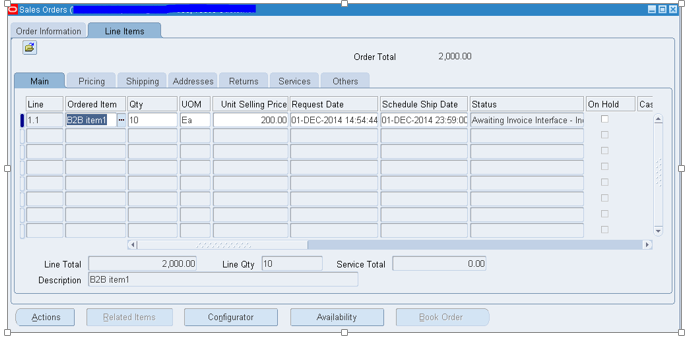 Sales Orders (
Order Information Line Items
Order Total 2,000.00
Main Pricing Shipping Addresses Returns Services Others
Line Ordered Item Qty UOM Unit Selling Price Request Date Schedule Ship Date Status On Hold Cas
1.1 B2B item1 ... 10 Ea 200.00 01-DEC-2014 14:54:44 01-DEC-2014 23:59:00 Awaiting Invoice Interface - In
Line Total 2,000.00 Line Qty 10 Service Total 0.00
Description B2B item1
Actions Related Items Configurator Availability Book Order